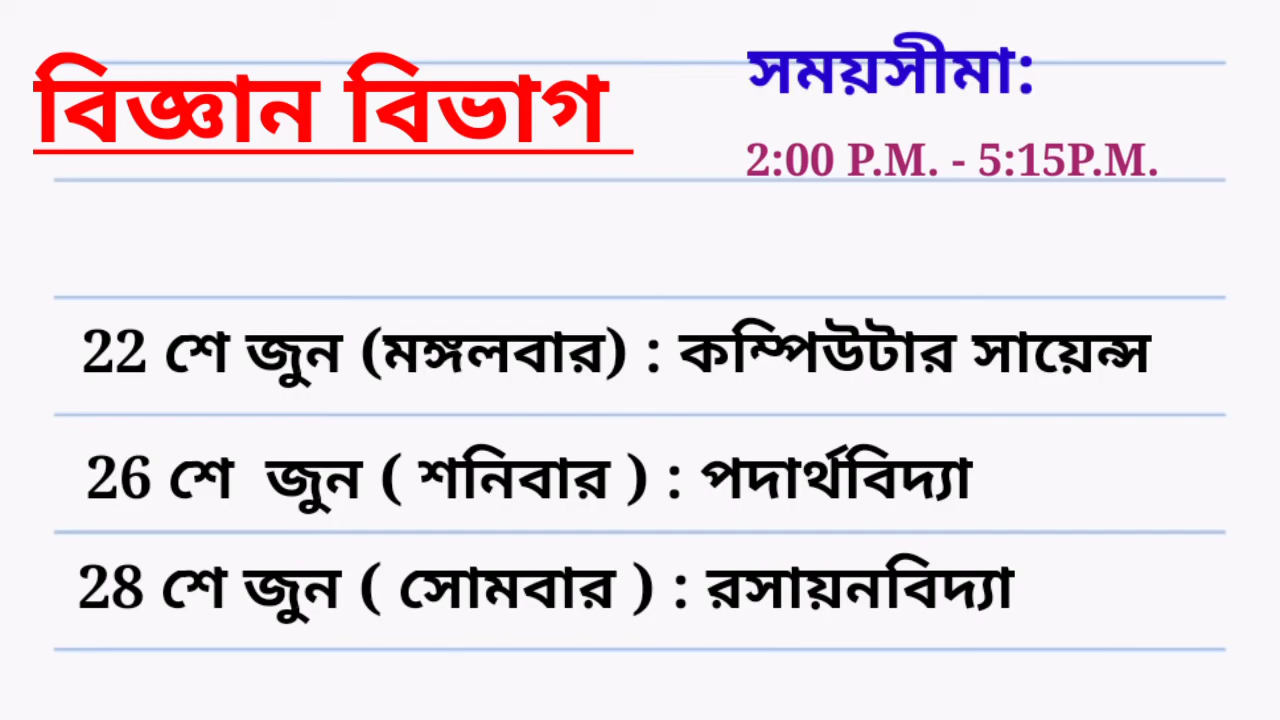 বিজ্ঞান বিভাগ
সময়সীমা:
2:00 P.M. - 5:15P.M.
22 শে জুন (মঙ্গলবার) : কম্পিউটার সায়েন্স
26 শে জুন ( শনিবার ) : পদার্থবিদ্যা
28 শে জুন ( সোমবার ) : রসায়নবিদ্যা